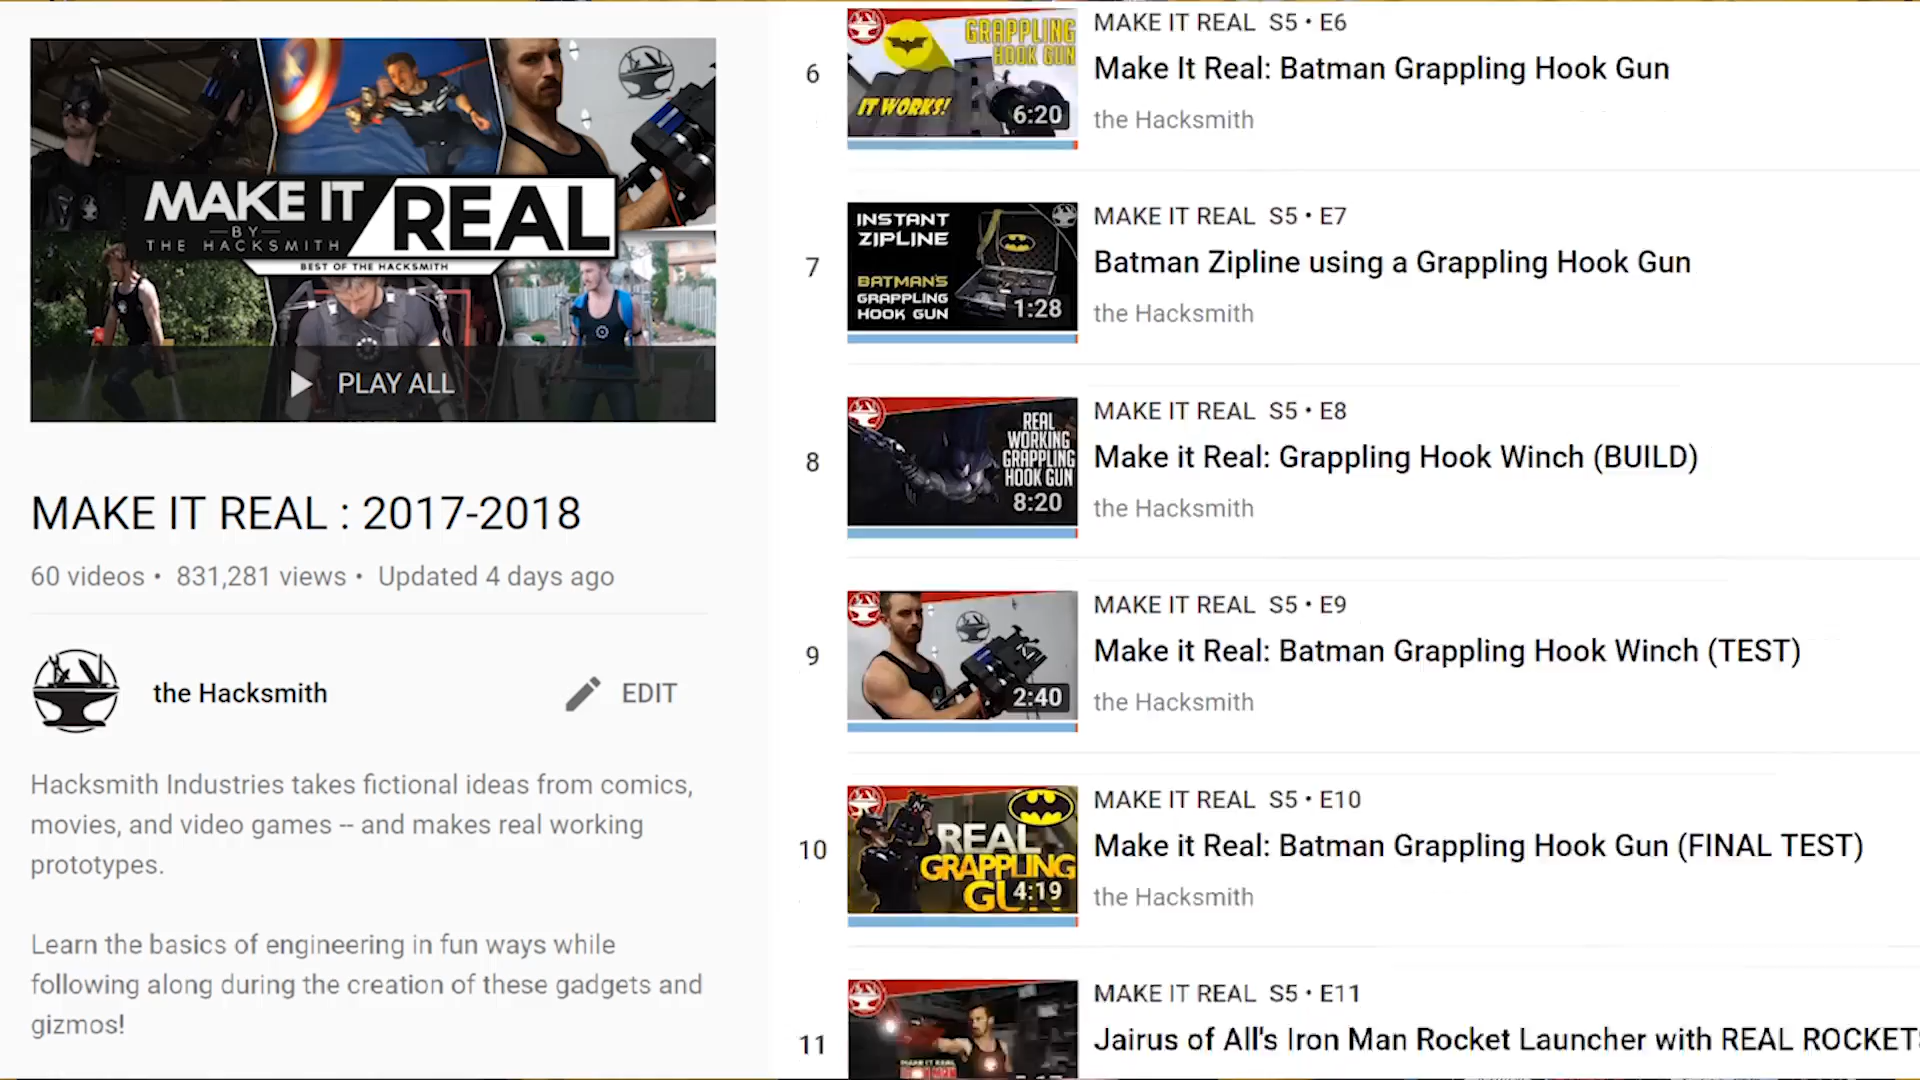 MAKE IT REAL
BY
THE HACKSMITH
BEST OF THE HACKSMITH
PLAY ALL
MAKE IT REAL : 2017-2018
60 videos • 831,281 views • Updated 4 days ago
the Hacksmith
EDIT
Hacksmith Industries takes fictional ideas from comics,
movies, and video games -- and makes real working
prototypes.
Learn the basics of engineering in fun ways while
following along during the creation of these gadgets and
gizmos!
6
GRAPPLING
HOOK GUN
IT WORKS!
6:20
MAKE IT REAL S5 • E6
Make It Real: Batman Grappling Hook Gun
the Hacksmith
7
INSTANT
ZIPLINE
BATMAN'S
GRAPPLING
HOOK GUN
1:28
MAKE IT REAL S5 • E7
Batman Zipline using a Grappling Hook Gun
the Hacksmith
8
REAL
WORKING
GRAPPLING
HOOK GUN
8:20
MAKE IT REAL S5 • E8
Make it Real: Grappling Hook Winch (BUILD)
the Hacksmith
9
2:40
MAKE IT REAL S5 • E9
Make it Real: Batman Grappling Hook Winch (TEST)
the Hacksmith
10
REAL
GRAPPLING
GUN
4:19
MAKE IT REAL S5 • E10
Make it Real: Batman Grappling Hook Gun (FINAL TEST)
the Hacksmith
11
MAKE IT REAL
MAKE IT REAL S5 • E11
Jairus of All's Iron Man Rocket Launcher with REAL ROCKETS